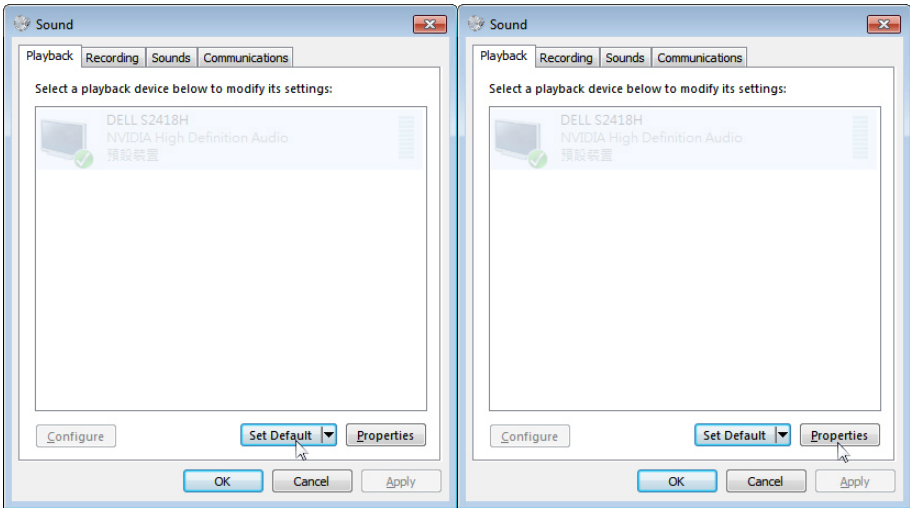 Sound
Playback Recording Sounds Communications
Select a playback device below to modify its settings:
DELL S2418H
NVIDIA High Definition Audio
預設裝置
Configure Set Default Properties
OK Cancel Apply
Sound
Playback Recording Sounds Communications
Select a playback device below to modify its settings:
DELL S2418H
NVIDIA High Definition Audio
預設裝置
Configure Set Default Properties
OK Cancel Apply